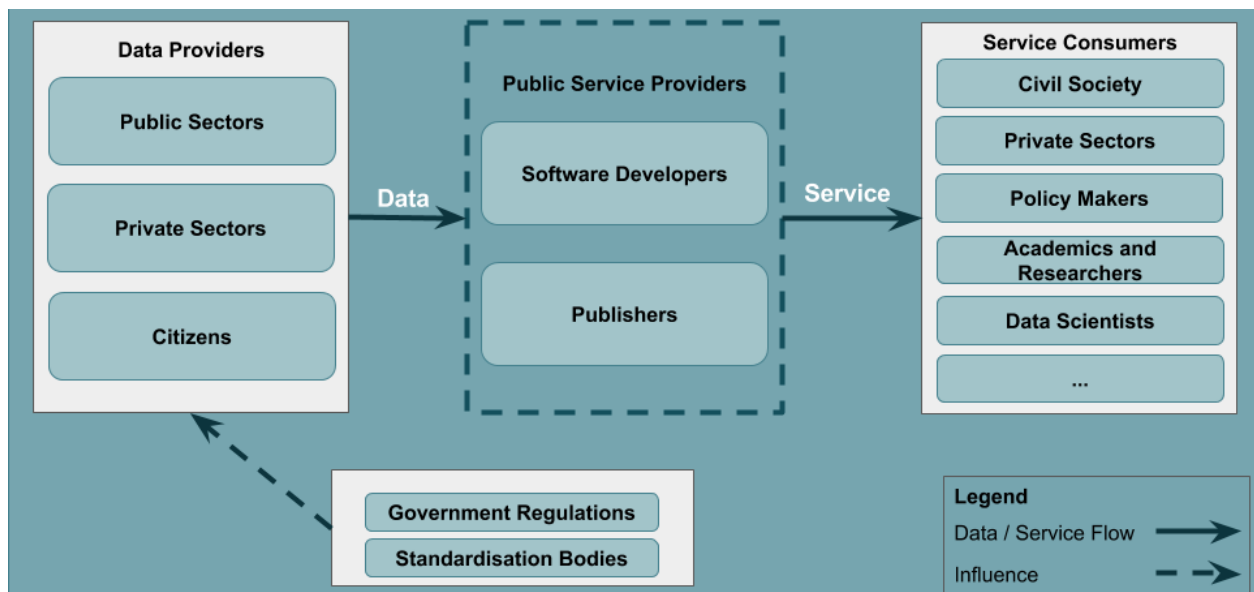 Data Providers
Public Sectors
Private Sectors
Citizens
Data
Public Service Providers
Software Developers
Publishers
Service
Service Consumers
Civil Society
Private Sectors
Policy Makers
Academics and
Researchers
Data Scientists
...
Government Regulations
Standardisation Bodies
Legend
Data / Service Flow
Influence